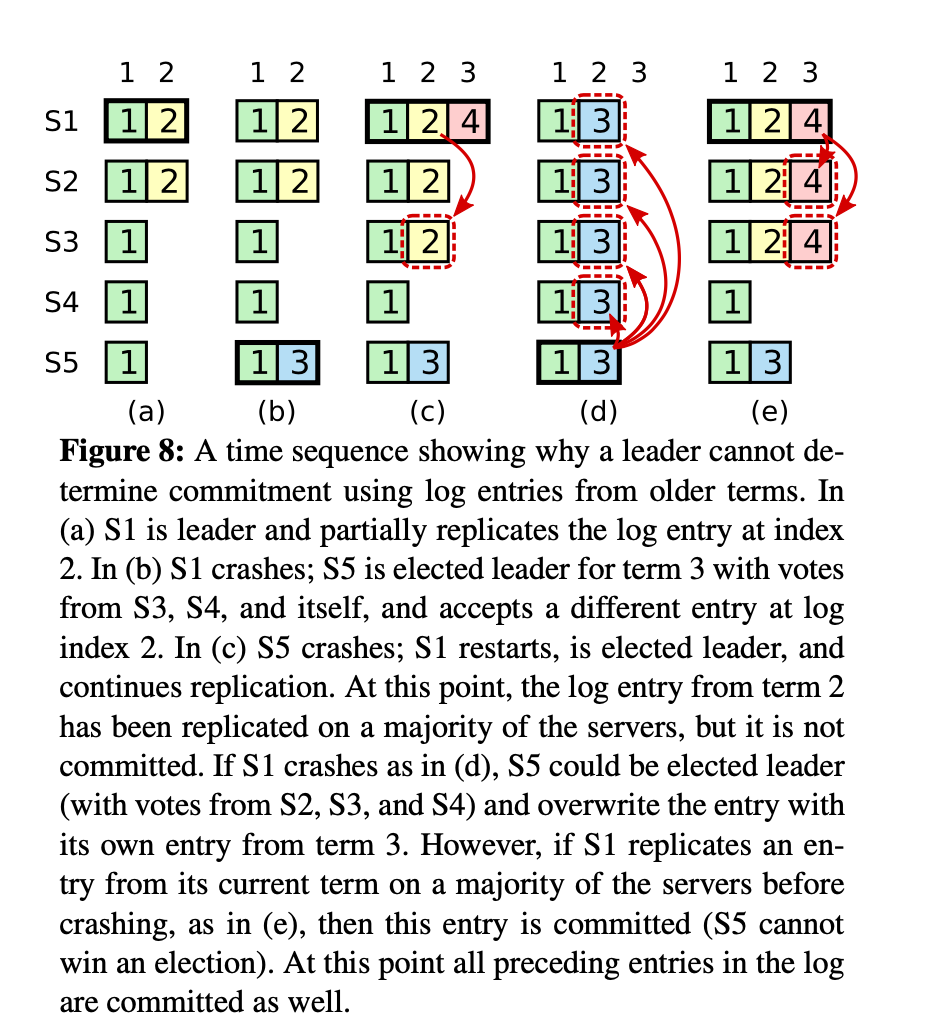 1 2 1 2 1 2 3 1 2 3 1 2 3
S1 1 2 1 2 1 2 4 1 3 1 2 4
S2 1 2 1 2 1 2 1 3 1 2 4
S3 1 1 1 2 1 3 1 2 4
S4 1 1 1 1 3 1
S5 1 1 3 1 3 1 3 1 3
(a) (b) (c) (d) (e)
Figure 8: A time sequence showing why a leader cannot de-
termine commitment using log entries from older terms. In
(a) S1 is leader and partially replicates the log entry at index
2. In (b) S1 crashes; S5 is elected leader for term 3 with votes
from S3, S4, and itself, and accepts a different entry at log
index 2. In (c) S5 crashes; S1 restarts, is elected leader, and
continues replication. At this point, the log entry from term 2
has been replicated on a majority of the servers, but it is not
committed. If S1 crashes as in (d), S5 could be elected leader
(with votes from S2, S3, and S4) and overwrite the entry with
its own entry from term 3. However, if S1 replicates an en-
try from its current term on a majority of the servers before
crashing, as in (e), then this entry is committed (S5 cannot
win an election). At this point all preceding entries in the log
are committed as well.